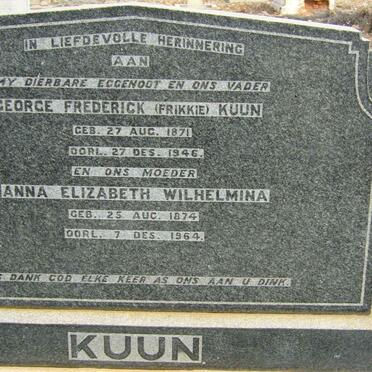 IN LIEFDEVOLLE HERINNERING
AAN
MY DIERBARE EGGENOOT EN ONS VADER
GEORGE FREDERICK (FRIKKIE) KUUN
GEB. 27 AUG. 1871
OORL. 27 DES. 1946.
EN ONS MOEDER
ANNA ELIZABETH WILHELMINA
GEB. 25 AUG. 1874
OORL. 7 DES. 1964.
DANK GOD ELKE KEER AS ONS AAN U DINK.
KUUN